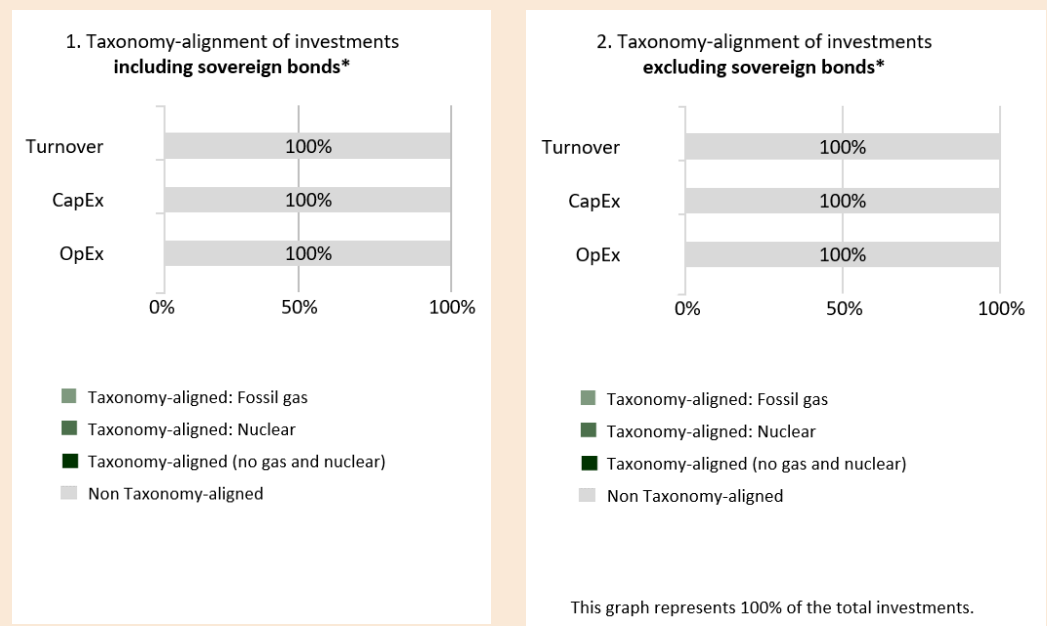 1. Taxonomy-alignment of investments
including sovereign bonds*
Turnover
100%
CapEx
100%
OpEx
100%
0%
50%
100%
Taxonomy-aligned: Fossil gas
Taxonomy-aligned: Nuclear
Taxonomy-aligned (no gas and nuclear)
Non Taxonomy-aligned
2. Taxonomy-alignment of investments
excluding sovereign bonds*
Turnover
100%
CapEx
100%
OpEx
100%
0%
50%
100%
Taxonomy-aligned: Fossil gas
Taxonomy-aligned: Nuclear
Taxonomy-aligned (no gas and nuclear)
Non Taxonomy-aligned
This graph represents 100% of the total investments.